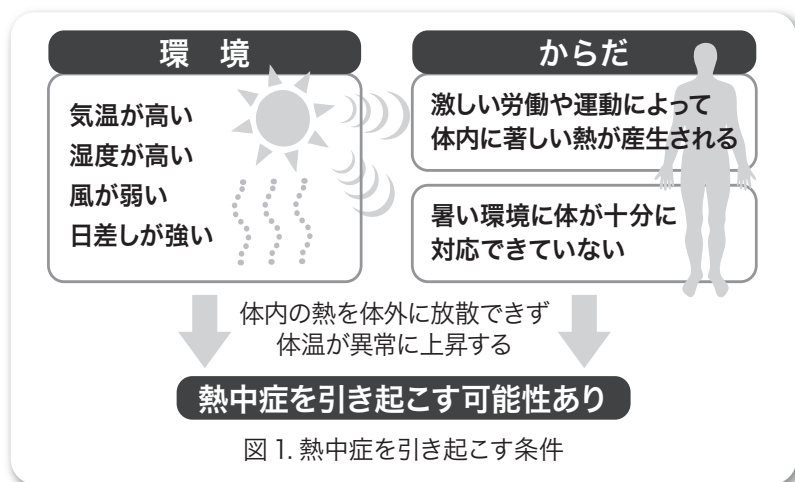 環　境
気温が高い
湿度が高い
風が弱い
日差しが強い
からだ
激しい労働や運動によって
体内に著しい熱が産生される
暑い環境に体が十分に
対応できていない
体内の熱を体外に放散できず
体温が異常に上昇する
熱中症を引き起こす可能性あり
図 1. 熱中症を引き起こす条件